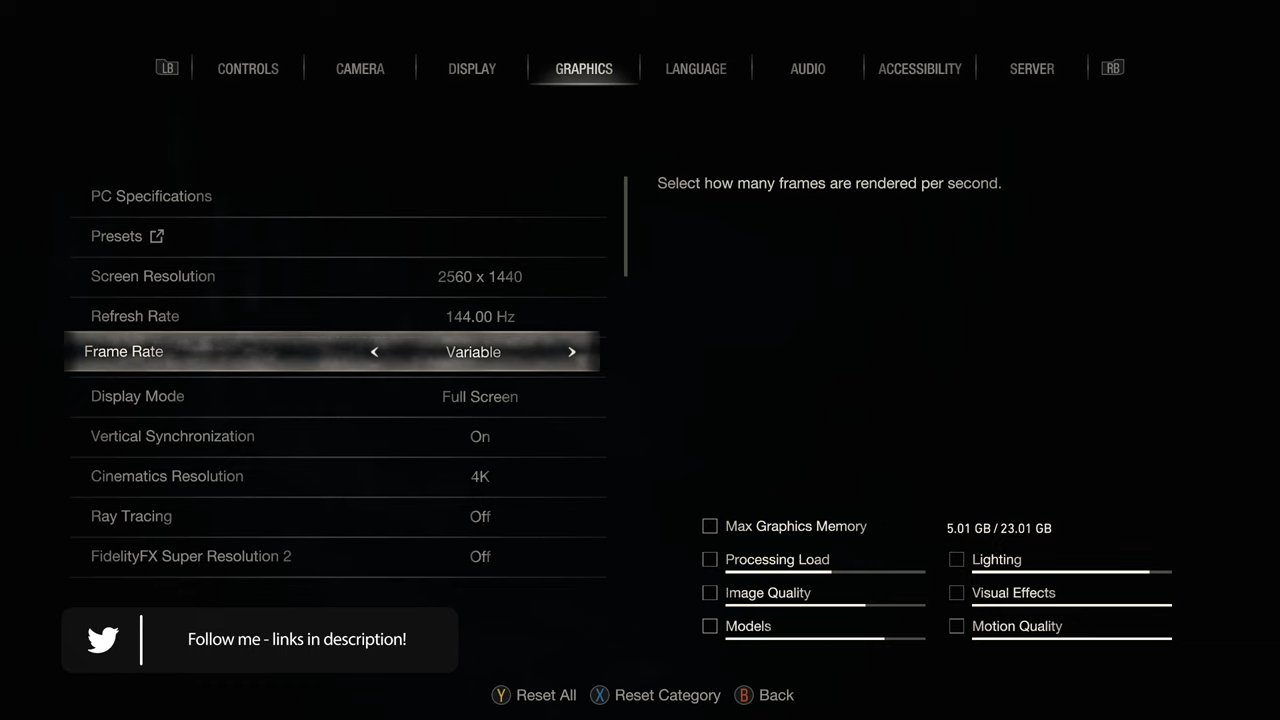 LB CONTROLS CAMERA DISPLAY GRAPHICS LANGUAGE AUDIO ACCESSIBILITY SERVER RB
PC Specifications
Presets
Screen Resolution 2560 x 1440
Refresh Rate 144.00 Hz
Frame Rate Variable
Display Mode Full Screen
Vertical Synchronization On
Cinematics Resolution 4K
Ray Tracing Off
FidelityFX Super Resolution 2 Off
Select how many frames are rendered per second.
Max Graphics Memory 5.01 GB / 23.01 GB
Processing Load Lighting
Image Quality Visual Effects
Models Motion Quality
Follow me - links in description!
Y Reset All X Reset Category B Back